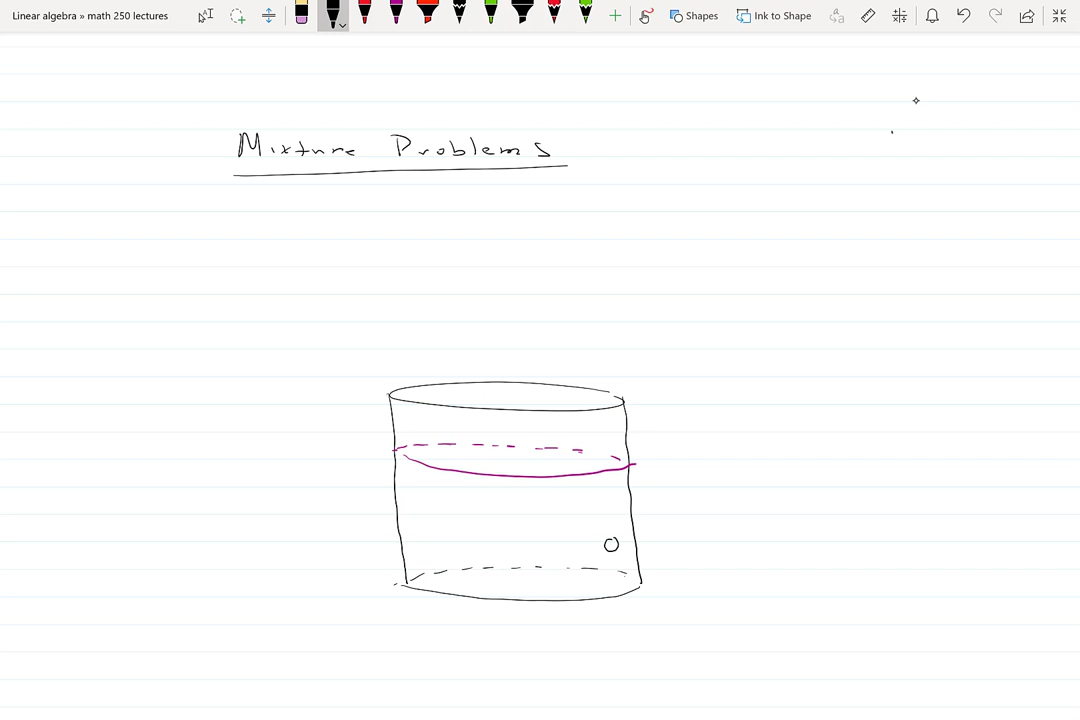 Linear algebra » math 250 lectures
Shapes
Ink to Shape
Mixture Problems